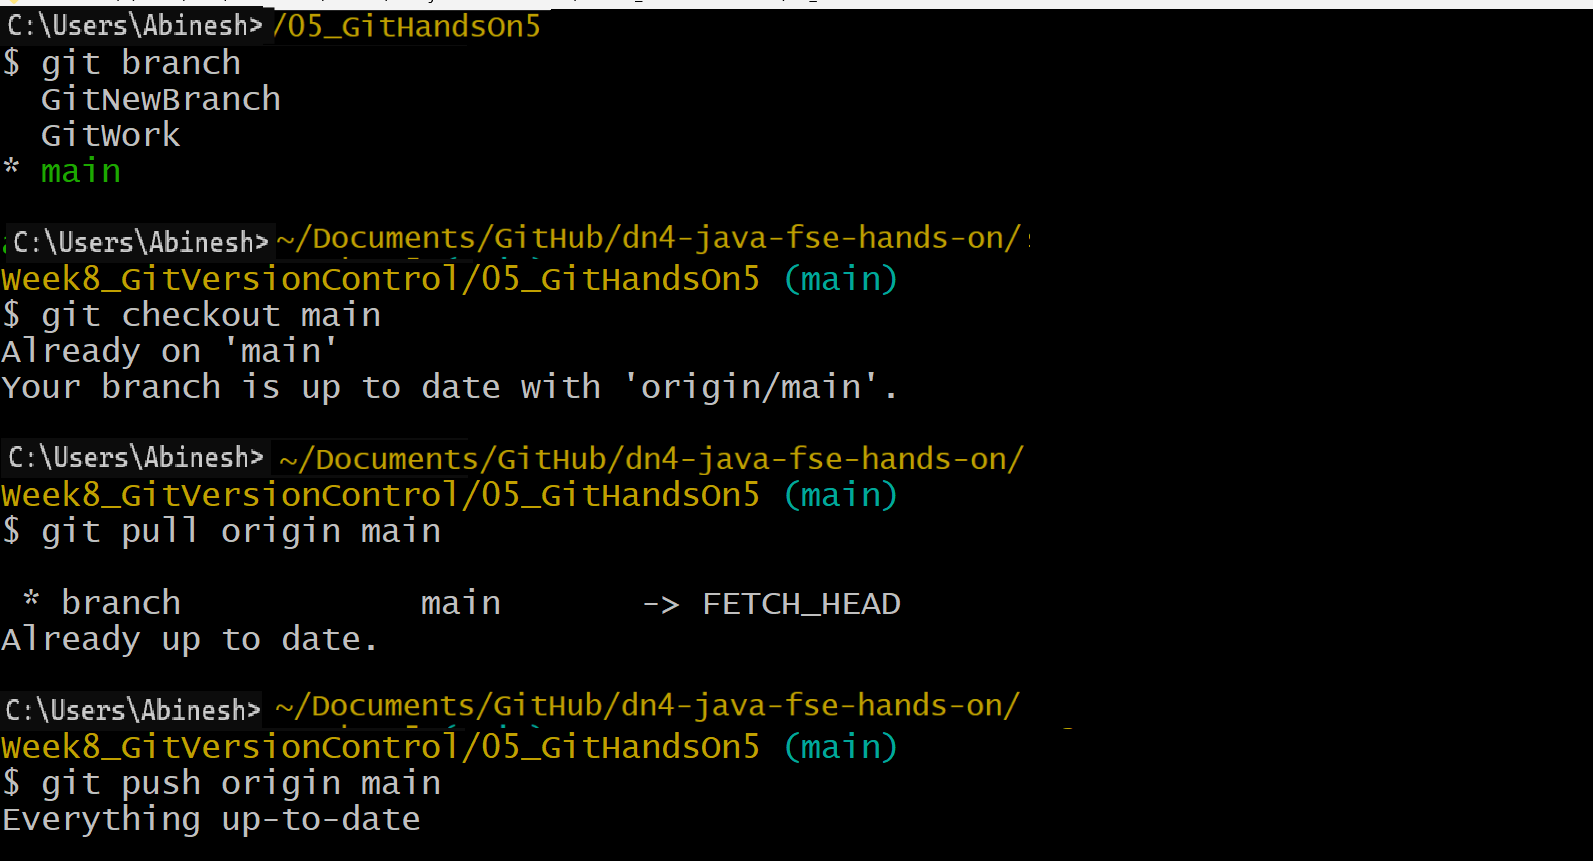 C:\Users\Abinesh> /05_GitHandsOn5
$ git branch
  GitNewBranch
  GitWork
* main
C:\Users\Abinesh> ~/Documents/GitHub/dn4-java-fse-hands-on/
Week8_GitVersionControl/05_GitHandsOn5 (main)
$ git checkout main
Already on 'main'
Your branch is up to date with 'origin/main'.
C:\Users\Abinesh> ~/Documents/GitHub/dn4-java-fse-hands-on/
Week8_GitVersionControl/05_GitHandsOn5 (main)
$ git pull origin main
 * branch            main       -> FETCH_HEAD
Already up to date.
C:\Users\Abinesh> ~/Documents/GitHub/dn4-java-fse-hands-on/
Week8_GitVersionControl/05_GitHandsOn5 (main)
$ git push origin main
Everything up-to-date